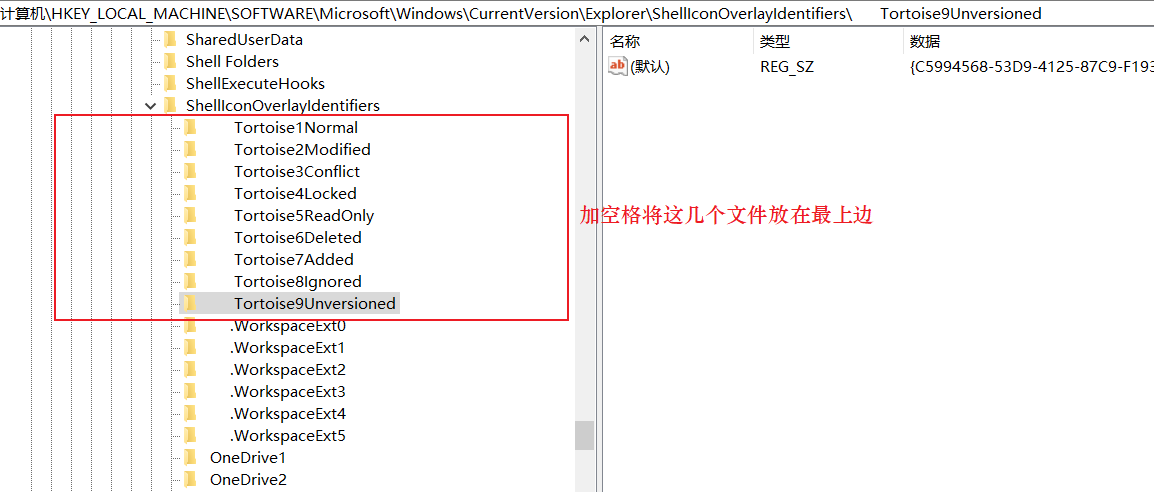 计算机\HKEY_LOCAL_MACHINE\SOFTWARE\Microsoft\Windows\CurrentVersion\Explorer\ShellIconOverlayIdentifiers\      Tortoise9Unversioned
SharedUserData
Shell Folders
ShellExecuteHooks
ShellIconOverlayIdentifiers
Tortoise1Normal
Tortoise2Modified
Tortoise3Conflict
Tortoise4Locked
Tortoise5ReadOnly
Tortoise6Deleted
Tortoise7Added
Tortoise8Ignored
Tortoise9Unversioned
.WorkspaceExt0
.WorkspaceExt1
.WorkspaceExt2
.WorkspaceExt3
.WorkspaceExt4
.WorkspaceExt5
OneDrive1
OneDrive2
名称 类型 数据
ab (默认) REG_SZ {C5994568-53D9-4125-87C9-F193
加空格将这几个文件放在最上边